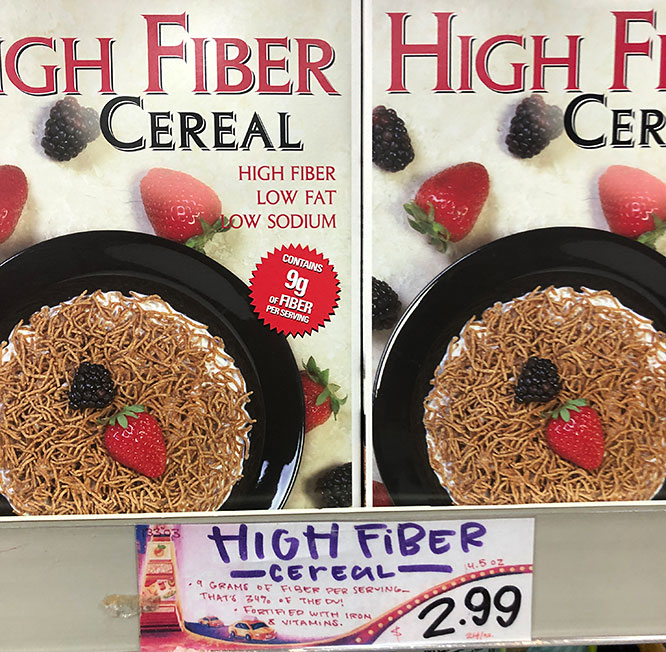 HIGH FIBER
CEREAL
HIGH FIBER
LOW FAT
LOW SODIUM
CONTAINS
9g
OF FIBER
PER SERVING
HIGH FI
CER
HIGH FiBER
CEREAL
14.5 OZ
• 9 GRAMS OF FIBER PER SERVING—
THAT'S 34% OF THE DV!
• FORTIFIED WITH IRON
& VITAMINS.
$ 2.99